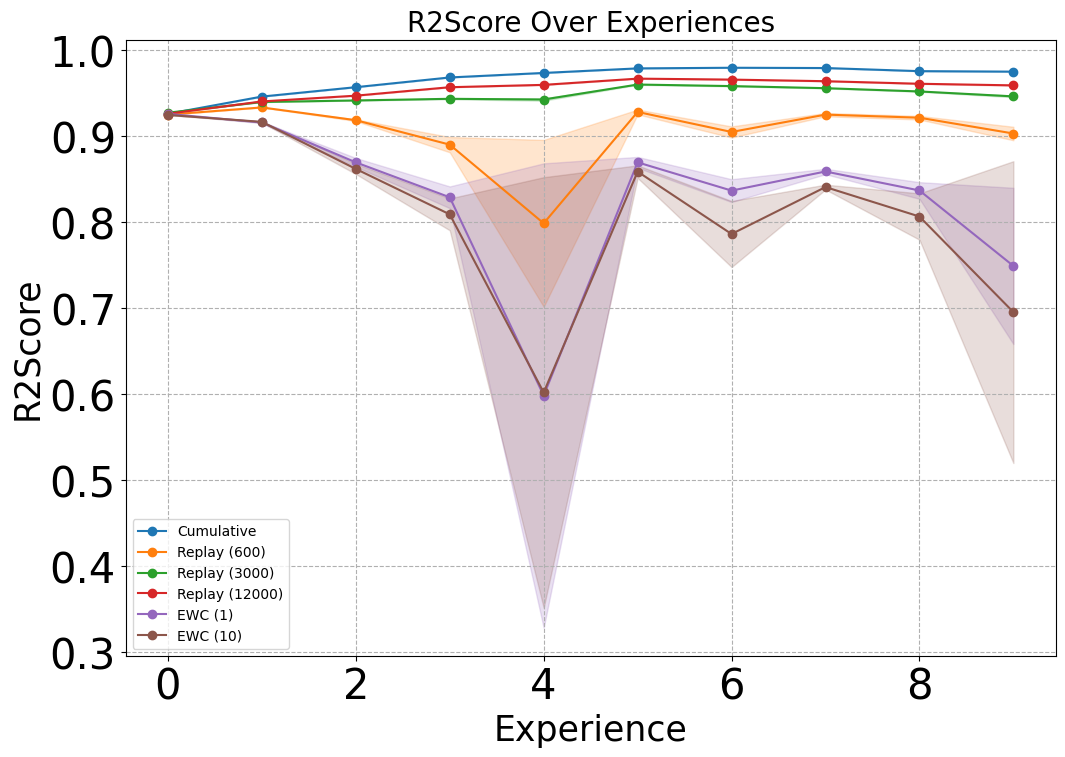 R2Score Over Experiences
R2Score
1.0
0.9
0.8
0.7
0.6
0.5
0.4
0.3
Cumulative
Replay (600)
Replay (3000)
Replay (12000)
EWC (1)
EWC (10)
0 2 4 6 8
Experience